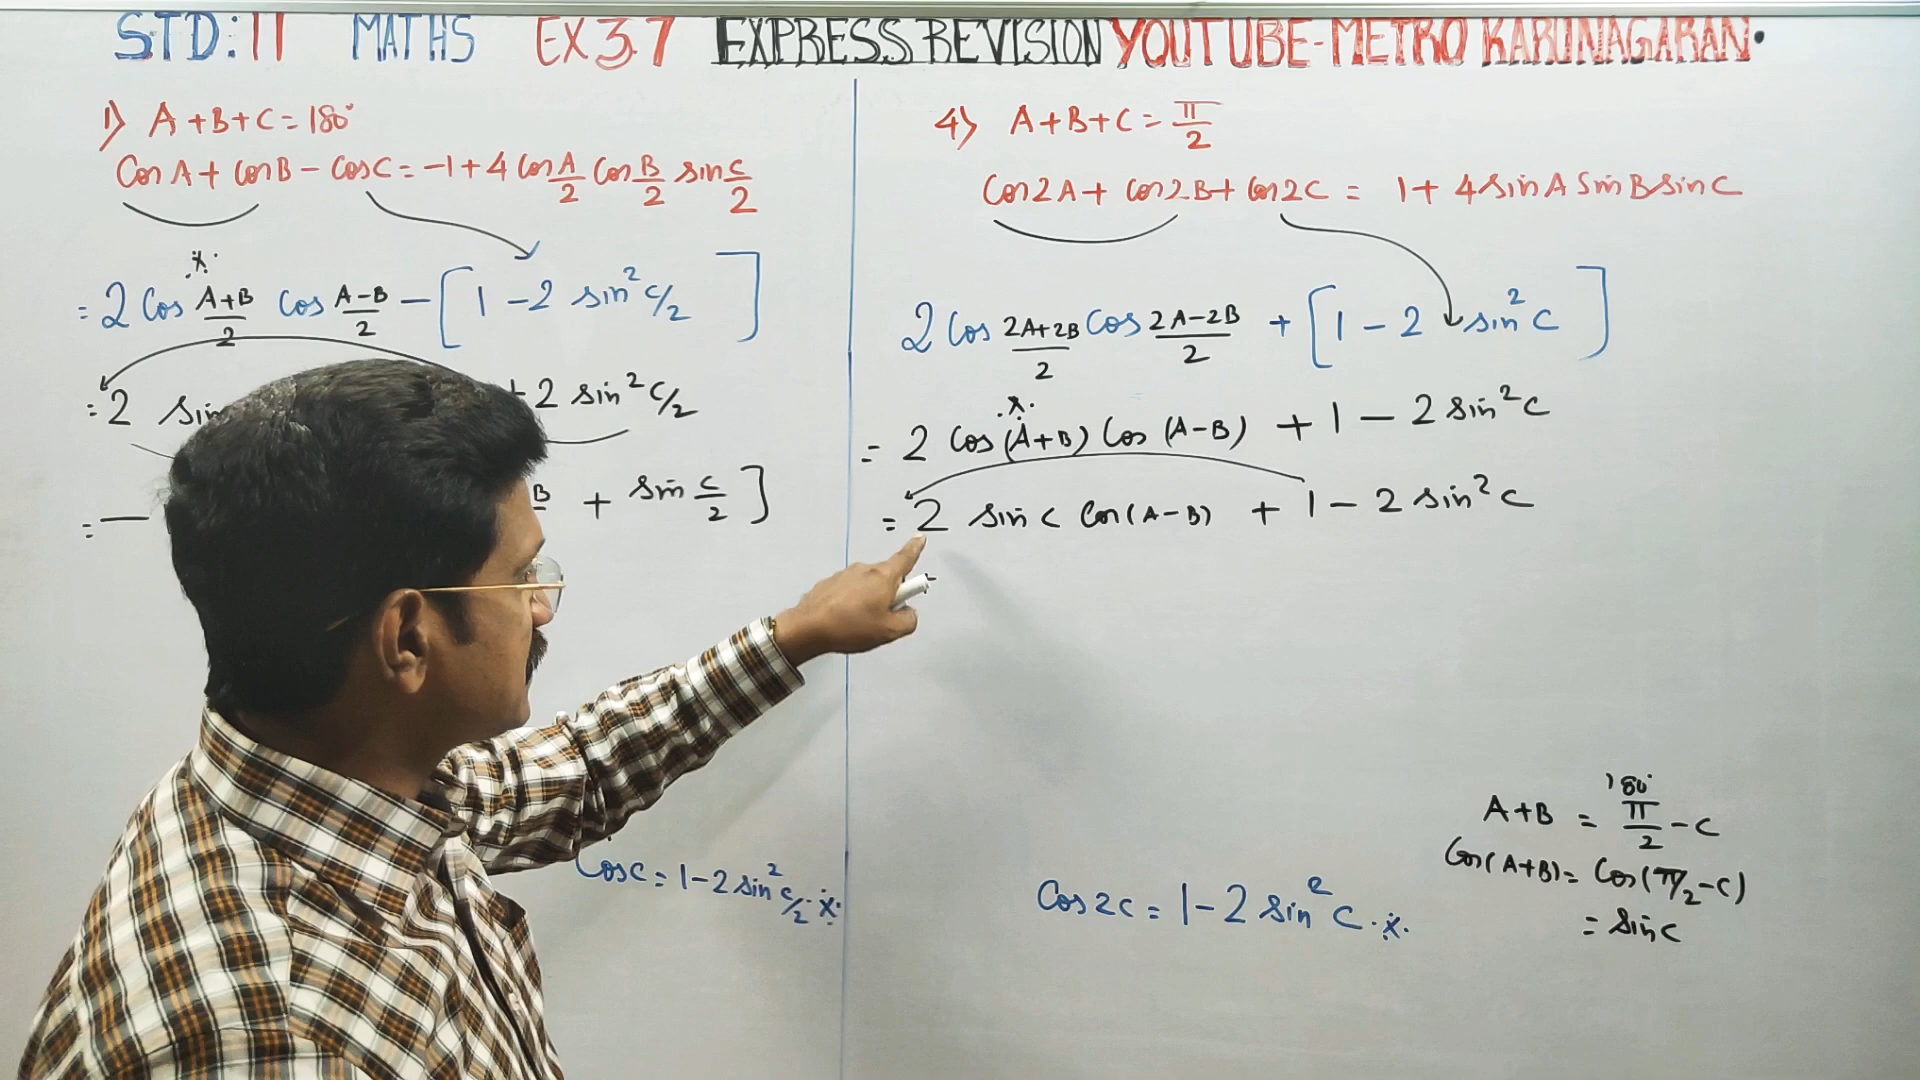 STD:11 MATHS EX 3.7 EXPRESS REVISION YOUTUBE-METRO KARUNAGARAN.
1) A+B+C=180°
Cos A + cos B - cos C = -1+4 cos A/2 cos B/2 sin C/2
= 2 Cos A+B/2 cos A-B/2 - [1-2 sin² C/2]
= 2 sin +2 sin² C/2
= - B + sin C/2]
Cos C = 1-2 sin² C/2
4) A+B+C = π/2
Cos 2A + cos 2B + cos 2C = 1+ 4 sin A sin B sin C
2 Cos 2A+2B/2 cos 2A-2B/2 + [1-2 sin² C]
= 2 cos (A+B) cos (A-B) + 1 - 2 sin² C
= 2 sin C cos (A-B) + 1 - 2 sin² C
180°
A+B = π/2 - C
Cos(A+B) = Cos(π/2 - C)
= sin C
Cos 2C = 1-2 sin² C